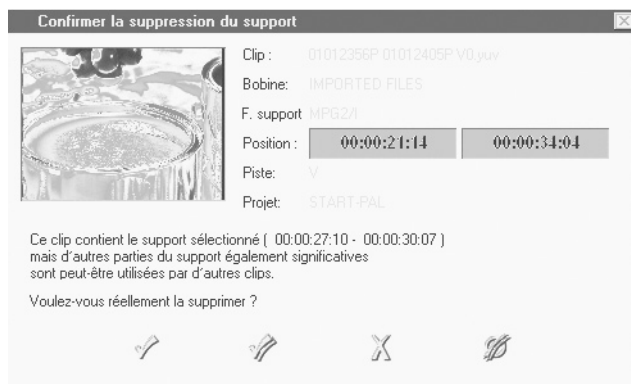 Confirmer la suppression du support
Clip : 01012356P 01012405P V0.yuv
Bobine: IMPORTED FILES
F. support MPG2/I
Position : 00:00:21:14 00:00:34:04
Piste: V
Projet: START-PAL
Ce clip contient le support sélectionné ( 00:00:27:10 - 00:00:30:07 )
mais d'autres parties du support également significatives
sont peut-être utilisées par d'autres clips.
Voulez-vous réellement la supprimer ?